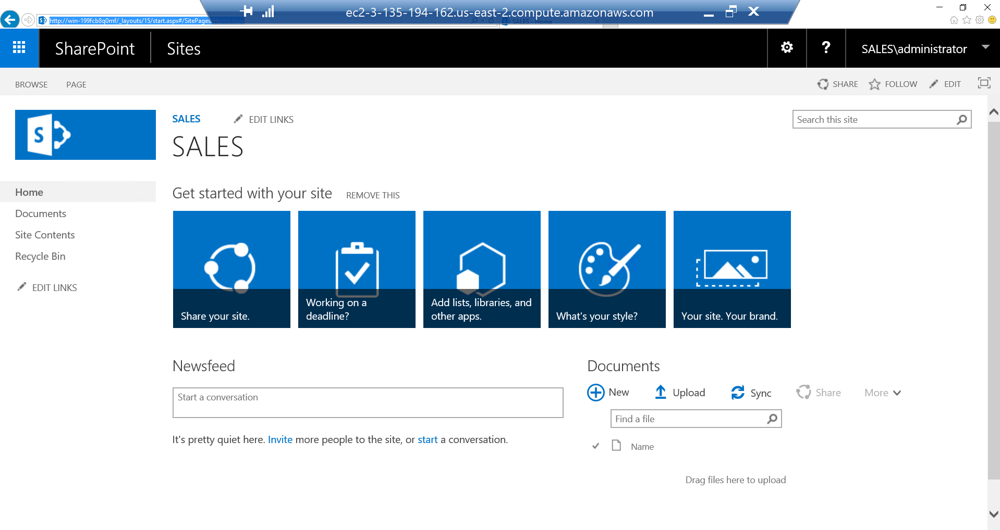 ec2-3-135-194-162.us-east-2.compute.amazonaws.com
http://win-199fcb8q0mf/_layouts/15/start.aspx#/SitePages/Home.aspx
SALES - Home
SharePoint
Sites
?
SALES\administrator
BROWSE
PAGE
SHARE
FOLLOW
EDIT
S
SALES
EDIT LINKS
Search this site
SALES
Home
Documents
Site Contents
Recycle Bin
EDIT LINKS
Get started with your site
REMOVE THIS
Share your site.
Working on a
deadline?
Add lists, libraries, and
other apps.
What's your style?
Your site. Your brand.
Newsfeed
Start a conversation
It's pretty quiet here. Invite more people to the site, or start a conversation.
Documents
New
Upload
Sync
Share
More
Find a file
Name
Drag files here to upload